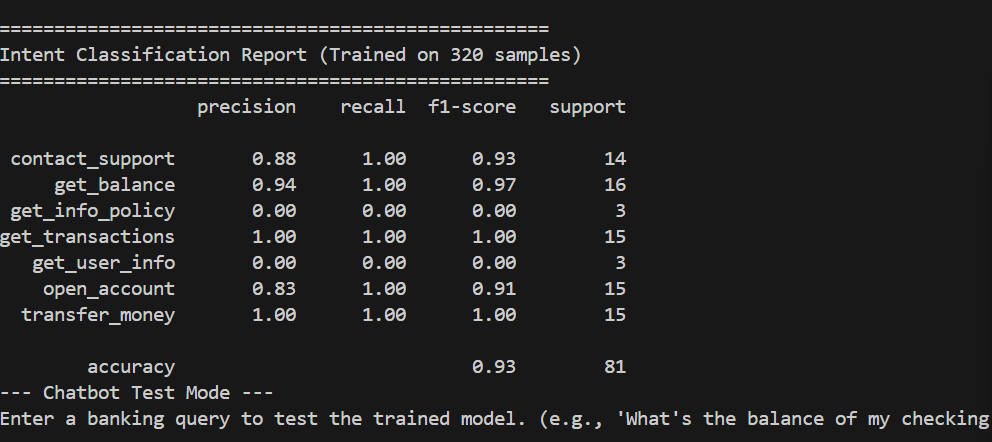 ==================================================
Intent Classification Report (Trained on 320 samples)
==================================================
precision recall f1-score support
contact_support 0.88 1.00 0.93 14
get_balance 0.94 1.00 0.97 16
get_info_policy 0.00 0.00 0.00 3
get_transactions 1.00 1.00 1.00 15
get_user_info 0.00 0.00 0.00 3
open_account 0.83 1.00 0.91 15
transfer_money 1.00 1.00 1.00 15
accuracy 0.93 81
--- Chatbot Test Mode ---
Enter a banking query to test the trained model. (e.g., 'What's the balance of my checking